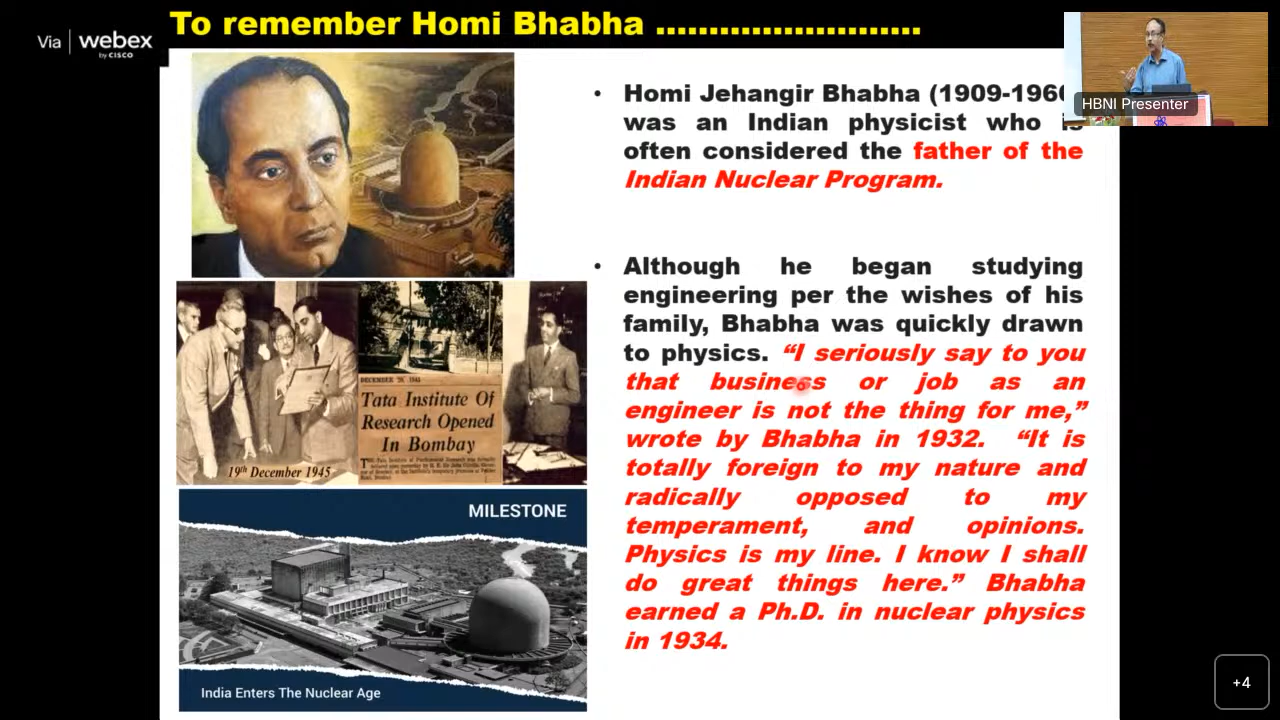 To remember Homi Bhabha ........................
Via | webex
by CISCO
HBNI Presenter
• Homi Jehangir Bhabha (1909-196
was an Indian physicist who is
often considered the father of the
Indian Nuclear Program.
• Although he began studying
engineering per the wishes of his
family, Bhabha was quickly drawn
to physics. “I seriously say to you
that business or job as an
engineer is not the thing for me,”
wrote by Bhabha in 1932. “It is
totally foreign to my nature and
radically opposed to my
temperament, and opinions.
Physics is my line. I know I shall
do great things here.” Bhabha
earned a Ph.D. in nuclear physics
in 1934.
DECEMBER 20, 1945
Tata Institute Of
Research Opened
In Bombay
19th December 1945
MILESTONE
India Enters The Nuclear Age
+4